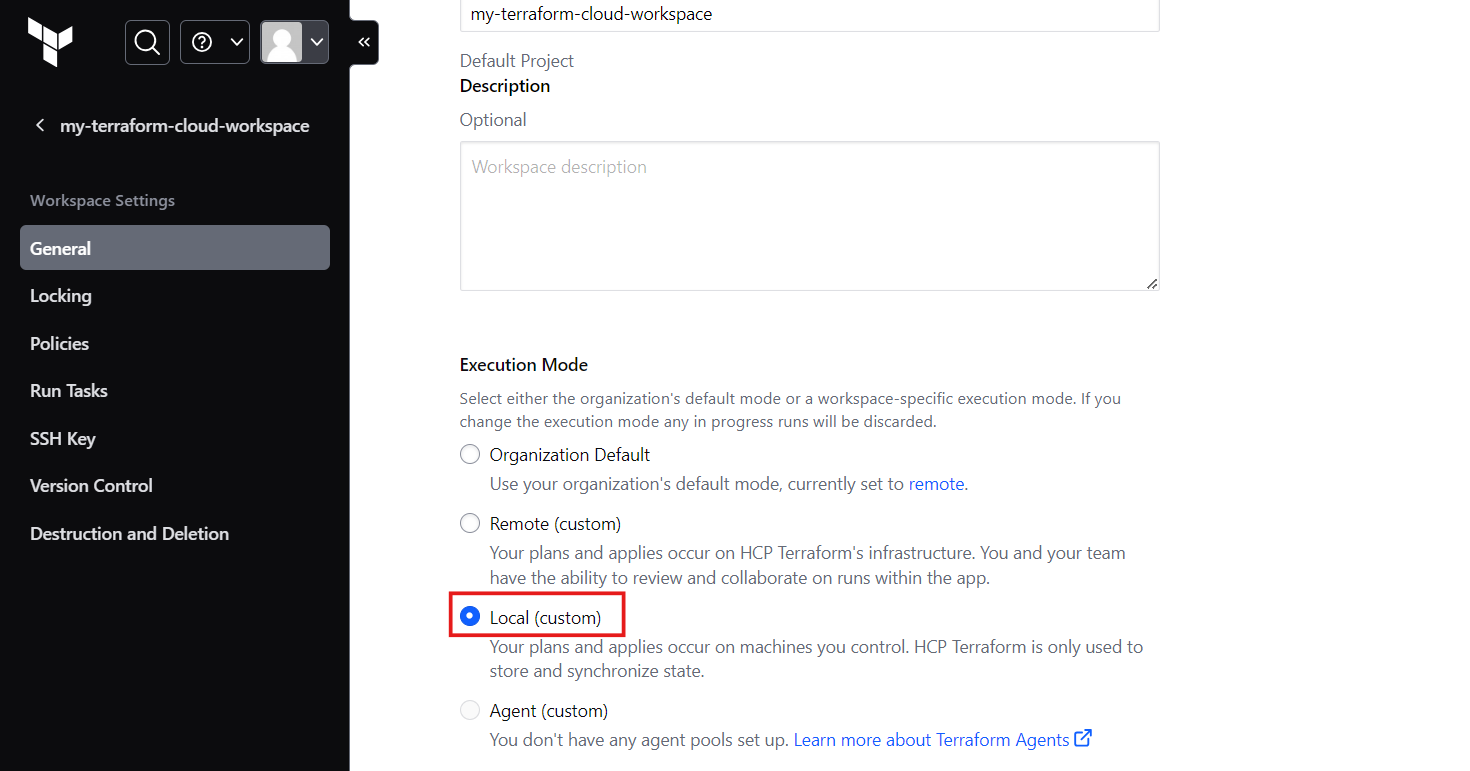 my-terraform-cloud-workspace
Workspace Settings
General
Locking
Policies
Run Tasks
SSH Key
Version Control
Destruction and Deletion
my-terraform-cloud-workspace
Default Project
Description
Optional
Workspace description
Execution Mode
Select either the organization's default mode or a workspace-specific execution mode. If you
change the execution mode any in progress runs will be discarded.
Organization Default
Use your organization's default mode, currently set to remote.
Remote (custom)
Your plans and applies occur on HCP Terraform's infrastructure. You and your team
have the ability to review and collaborate on runs within the app.
Local (custom)
Your plans and applies occur on machines you control. HCP Terraform is only used to
store and synchronize state.
Agent (custom)
You don't have any agent pools set up. Learn more about Terraform Agents